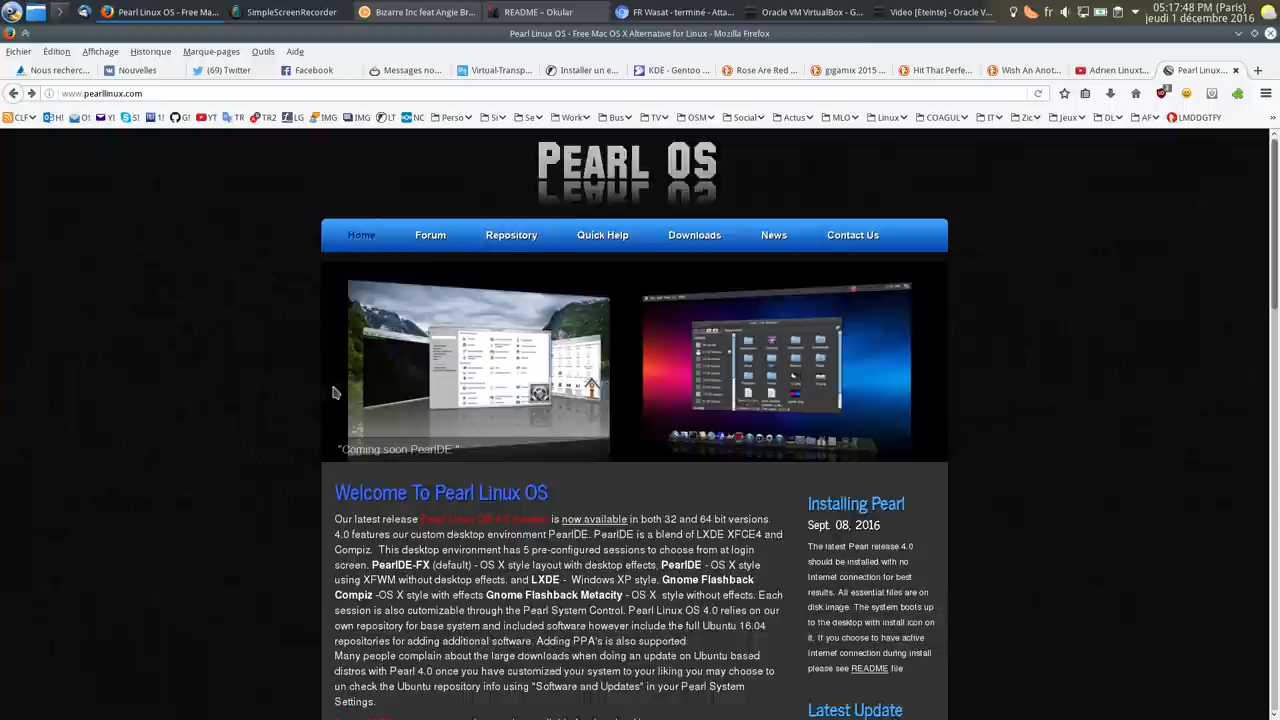 Pearl Linux OS - Free Ma...
SimpleScreenRecorder
Bizarre Inc feat Angie Br...
README – Okular
FR Wasat - terminé - Atta...
Oracle VM VirtualBox - G...
Video [Éteinte] - Oracle V...
fr
05:17:48 PM (Paris)
jeudi 1 décembre 2016
Pearl Linux OS - Free Mac OS X Alternative for Linux - Mozilla Firefox
Fichier Édition Affichage Historique Marque-pages Outils Aide
Nous recherc...
Nouvelles
(69) Twitter
Facebook
Messages no...
Virtual-Transp...
Installer un e...
KDE - Gentoo ...
Rose Are Red ...
gigamix 2015 ...
Hit That Perfe...
Wish An Anot...
Adrien Linuxt...
Pearl Linux...
www.pearllinux.com
CLF H! O! Y! S! 1! G! YT TR TR2 LG IMG IMG LT NC Perso Si Se Work Bus TV OSM Social Actus MLO Linux COAGUL IT Zic Jeux DL AF LMDDGTFY
PEARL OS
Home Forum Repository Quick Help Downloads News Contact Us
"Coming soon PearlDE "
Welcome To Pearl Linux OS
Our latest release Pearl Linux OS 4.0 is now available in both 32 and 64 bit versions.
4.0 features our custom desktop environment PearlDE. PearlDE is a blend of LXDE XFCE4 and
Compiz. This desktop environment has 5 pre-configured sessions to choose from at login
screen. PearlDE-FX (default) - OS X style layout with desktop effects, PearlDE - OS X style
using XFWM without desktop effects. and LXDE - Windows XP style. Gnome Flashback
Compiz -OS X style with effects Gnome Flashback Metacity - OS X style without effects. Each
session is also cutomizable through the Pearl System Control. Pearl Linux OS 4.0 relies on our
own repository for base system and included software however include the full Ubuntu 16.04
repositories for adding additional software. Adding PPA's is also supported.
Many people complain about the large downloads when doing an update on Ubuntu based
distros with Pearl 4.0 once you have customized your system to your liking you may choose to
un check the Ubuntu repository info using "Software and Updates" in your Pearl System
Settings.
Installing Pearl
Sept. 08, 2016
The latest Pearl release 4.0
should be installed with no
Internet connection for best
results. All essential files are on
disk image. The system boots up
to the desktop with install icon on
it. If you choose to have active
Internet connection during install
please see README file
Latest Update